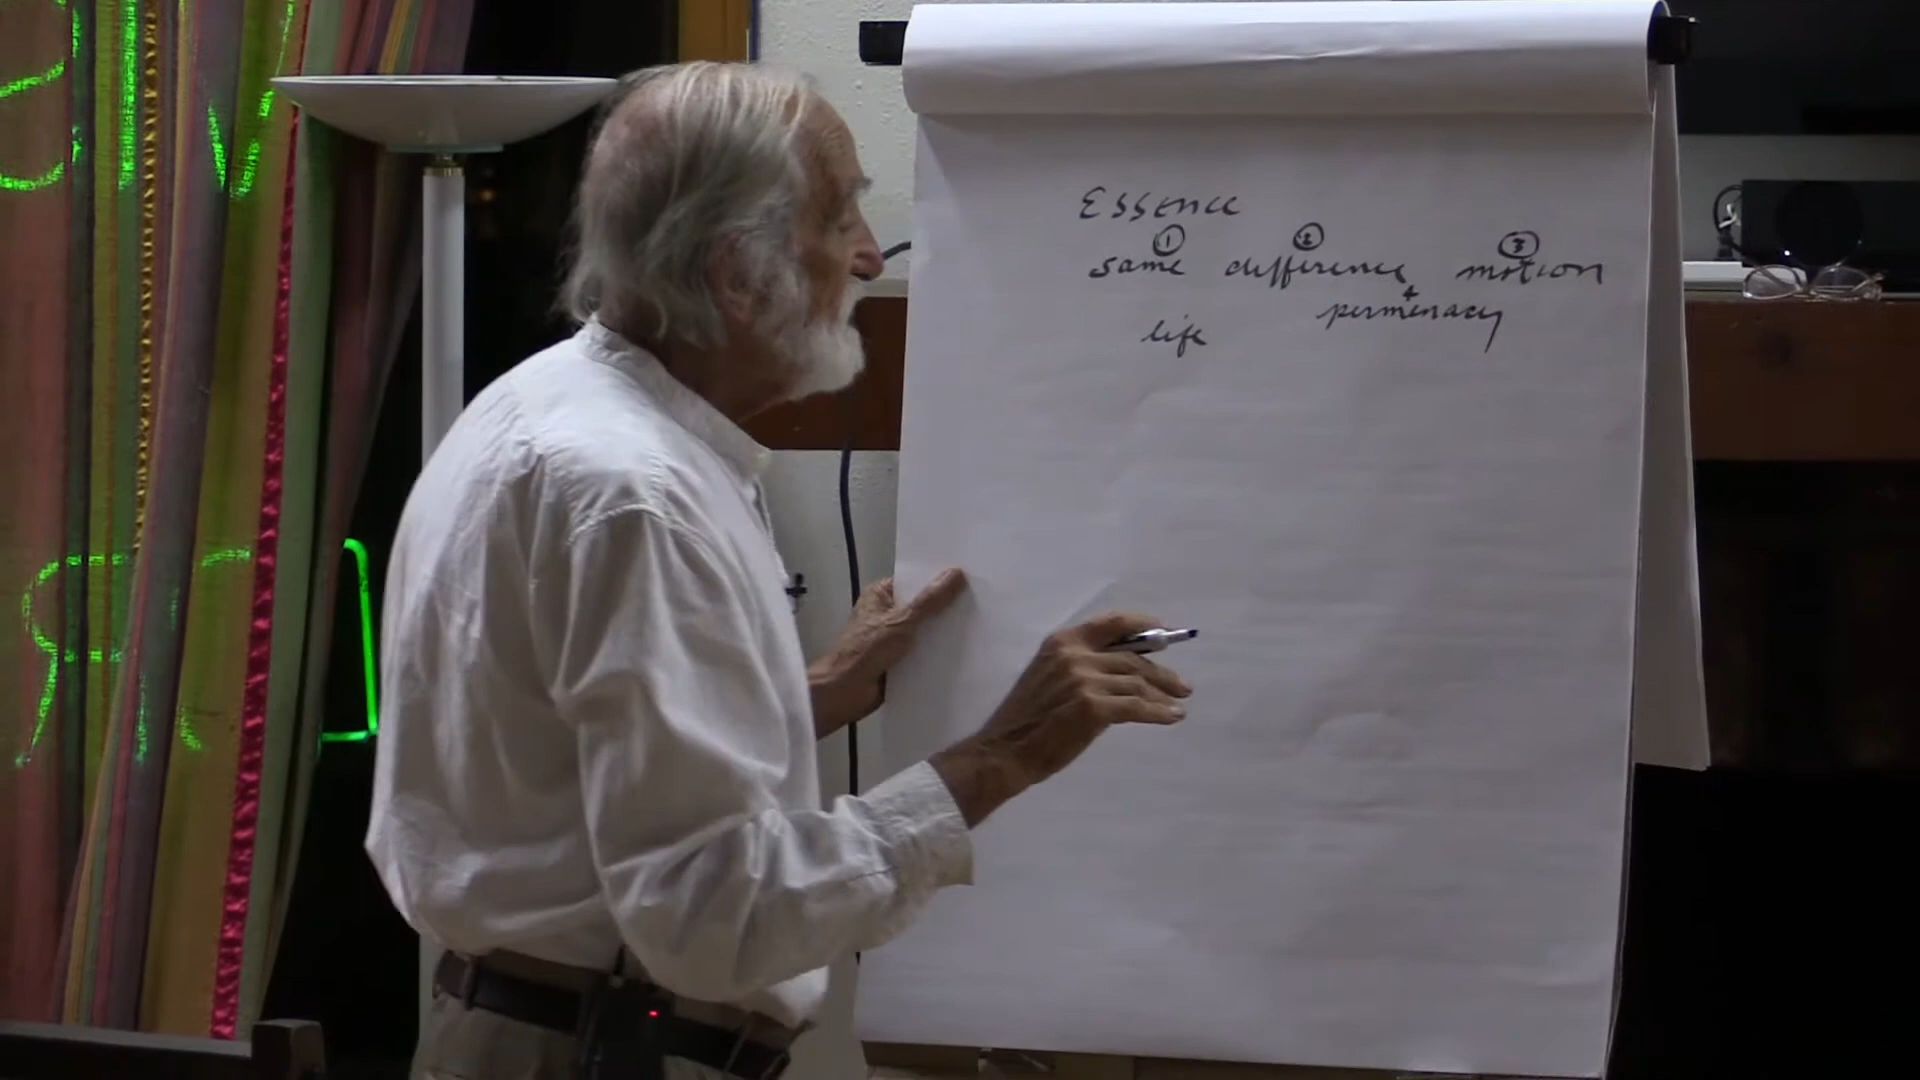 Essence
① ② ③
same difference motion
+
permenacy
life